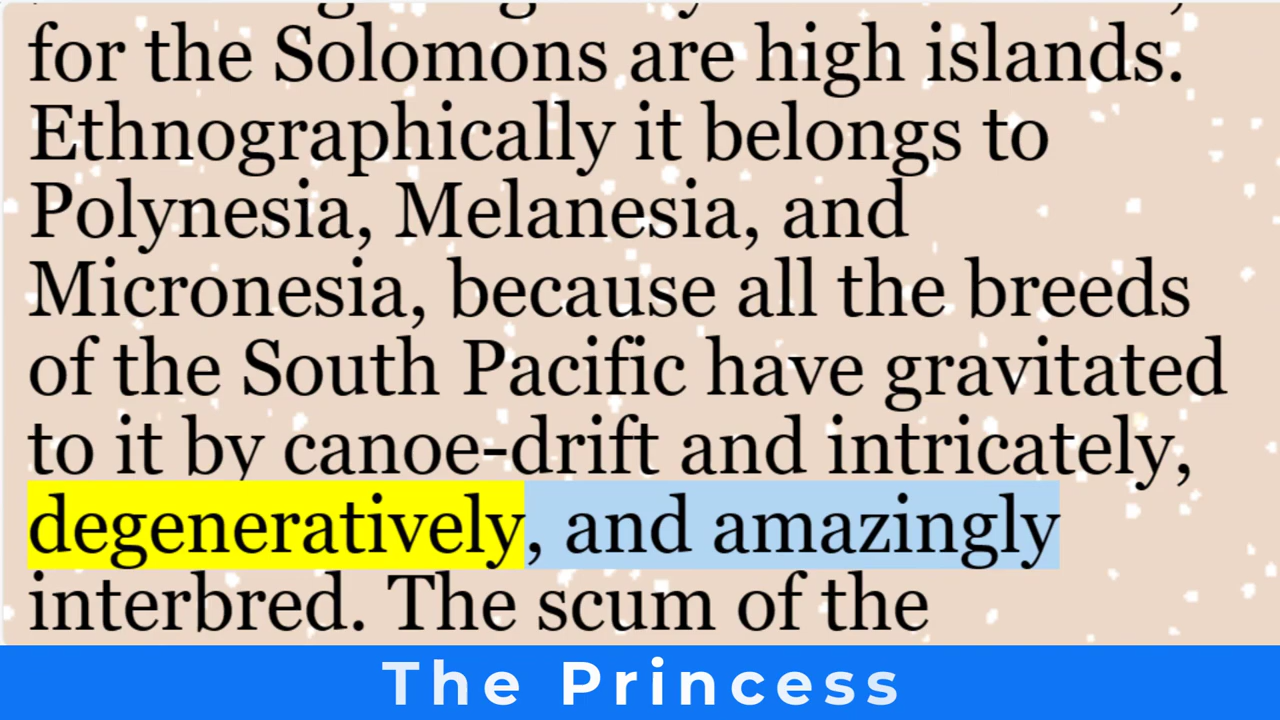 for the Solomons are high islands.
Ethnographically it belongs to
Polynesia, Melanesia, and
Micronesia, because all the breeds
of the South Pacific have gravitated
to it by canoe-drift and intricately,
degeneratively, and amazingly
interbred. The scum of the
The Princess